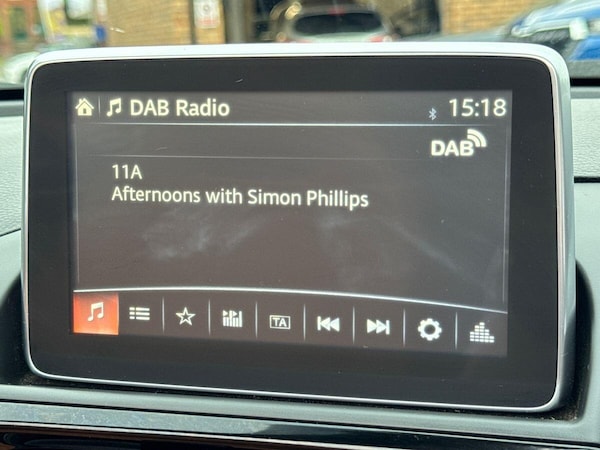 DAB Radio 15:18
DAB
11A
Afternoons with Simon Phillips
TA